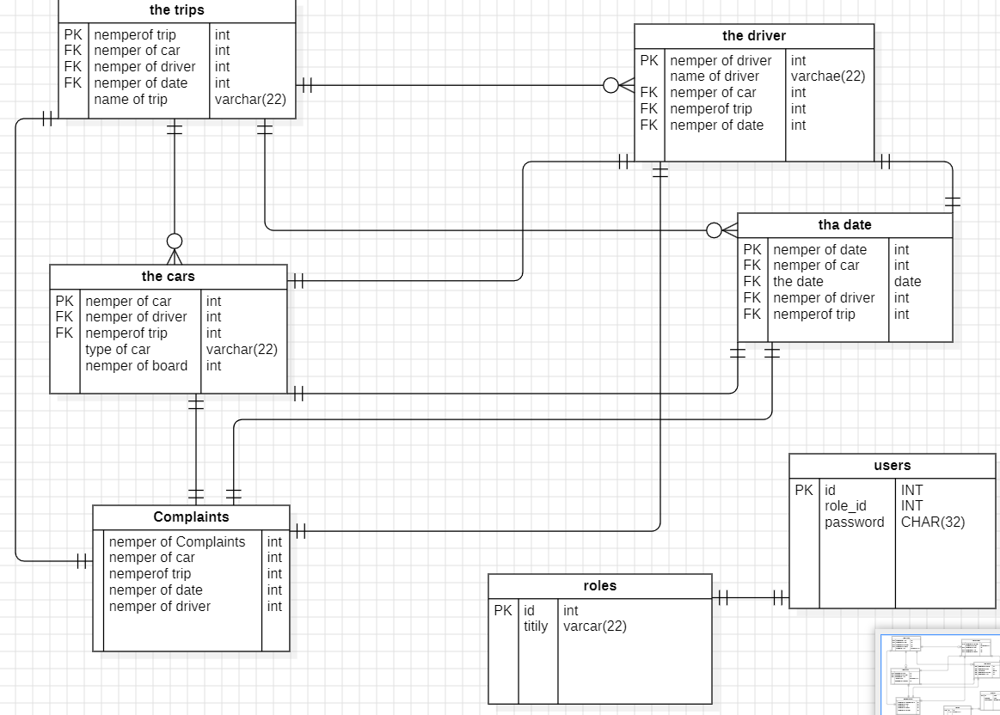 the trips
PK nemperof trip int
FK nemper of car int
FK nemper of driver int
FK nemper of date int
name of trip varchar(22)
the driver
PK nemper of driver int
name of driver varchae(22)
FK nemper of car int
FK nemperof trip int
FK nemper of date int
tha date
PK nemper of date int
FK nemper of car int
FK the date date
FK nemper of driver int
FK nemperof trip int
the cars
PK nemper of car int
FK nemper of driver int
FK nemperof trip int
type of car varchar(22)
nemper of board int
Complaints
nemper of Complaints int
nemper of car int
nemperof trip int
nemper of date int
nemper of driver int
users
PK id INT
role_id INT
password CHAR(32)
roles
PK id int
titily varcar(22)